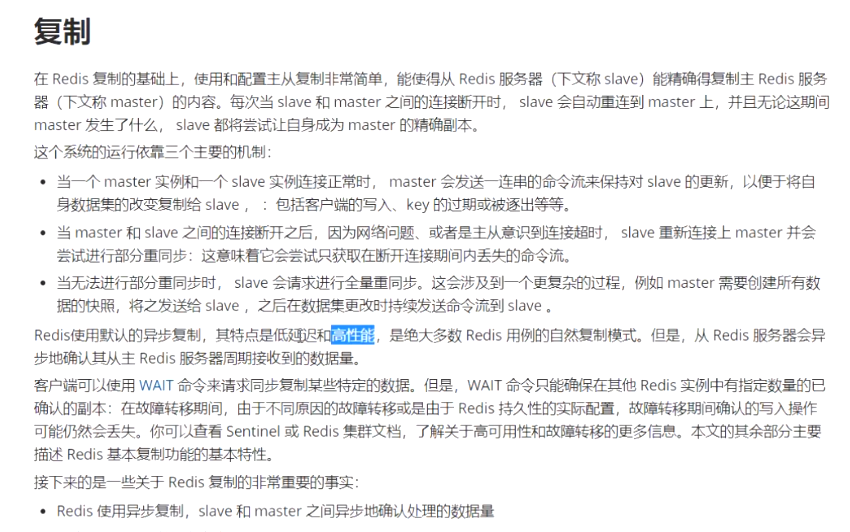 复制
在 Redis 复制的基础上，使用和配置主从复制非常简单，能使得从 Redis 服务器（下文称 slave）能精确得复制主 Redis 服务
器（下文称 master）的内容。每次当 slave 和 master 之间的连接断开时， slave 会自动重连到 master 上，并且无论这期间
master 发生了什么， slave 都将尝试让自身成为 master 的精确副本。
这个系统的运行依靠三个主要的机制：
• 当一个 master 实例和一个 slave 实例连接正常时， master 会发送一连串的命令流来保持对 slave 的更新，以便于将自
身数据集的改变复制给 slave ， ：包括客户端的写入、key 的过期或被逐出等等。
• 当 master 和 slave 之间的连接断开之后，因为网络问题、或者是主从意识到连接超时， slave 重新连接上 master 并会
尝试进行部分重同步：这意味着它会尝试只获取在断开连接期间内丢失的命令流。
• 当无法进行部分重同步时， slave 会请求进行全量重同步。这会涉及到一个更复杂的过程，例如 master 需要创建所有数
据的快照，将之发送给 slave ，之后在数据集更改时持续发送命令流到 slave 。
Redis使用默认的异步复制，其特点是低延迟和高性能，是绝大多数 Redis 用例的自然复制模式。但是，从 Redis 服务器会异
步地确认其从主 Redis 服务器周期接收到的数据量。
客户端可以使用 WAIT 命令来请求同步复制某些特定的数据。但是，WAIT 命令只能确保在其他 Redis 实例中有指定数量的已
确认的副本：在故障转移期间，由于不同原因的故障转移或是由于 Redis 持久性的实际配置，故障转移期间确认的写入操作
可能仍然会丢失。你可以查看 Sentinel 或 Redis 集群文档，了解关于高可用性和故障转移的更多信息。本文的其余部分主要
描述 Redis 基本复制功能的基本特性。
接下来的是一些关于 Redis 复制的非常重要的事实：
• Redis 使用异步复制，slave 和 master 之间异步地确认处理的数据量